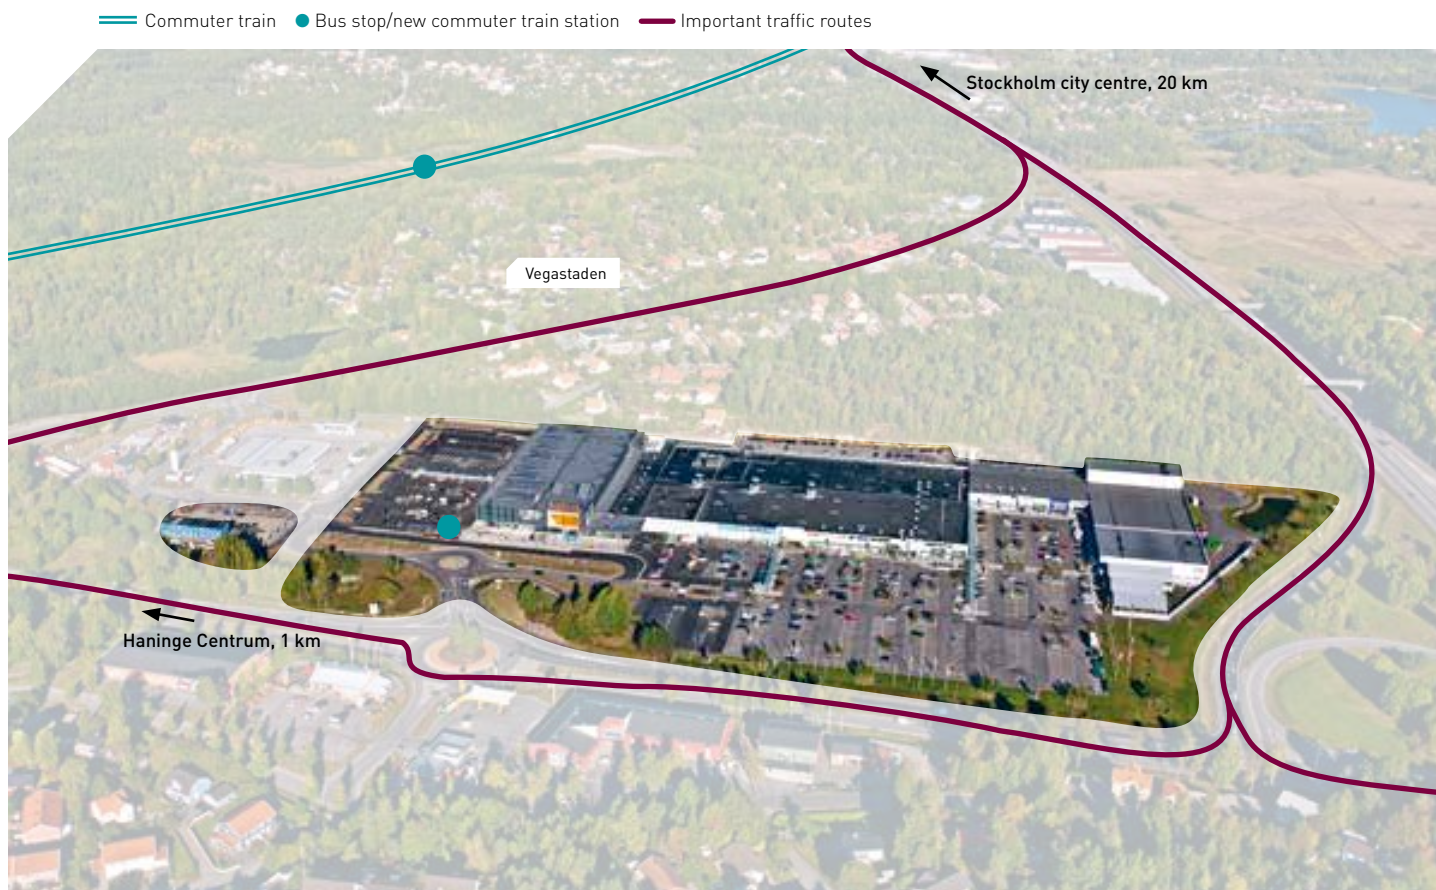 Commuter train
Bus stop/new commuter train station
Important traffic routes
Stockholm city centre, 20 km
Vegastaden
Haninge Centrum, 1 km